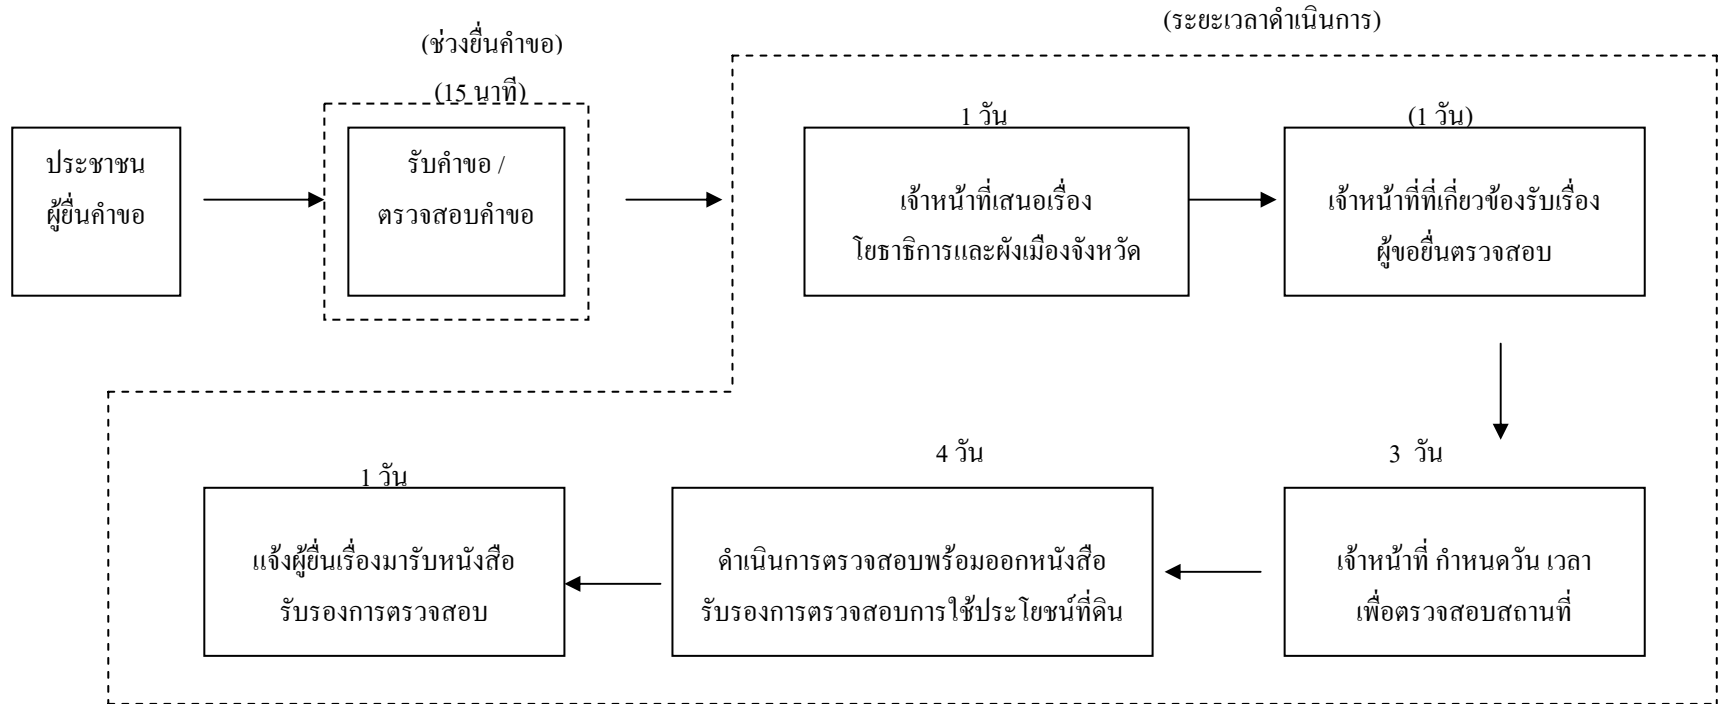 (ระยะเวลาดำเนินการ)
(ช่วงยื่นคำขอ)
(15 นาที)
ประชาชน
ผู้ยื่นคำขอ
รับคำขอ /
ตรวจสอบคำขอ
1 วัน
เจ้าหน้าที่เสนอเรื่อง
โยธาธิการและผังเมืองจังหวัด
(1 วัน)
เจ้าหน้าที่ที่เกี่ยวข้องรับเรื่อง
ผู้ขอยื่นตรวจสอบ
3 วัน
เจ้าหน้าที่ กำหนดวัน เวลา
เพื่อตรวจสอบสถานที่
4 วัน
ดำเนินการตรวจสอบพร้อมออกหนังสือ
รับรองการตรวจสอบการใช้ประโยชน์ที่ดิน
1 วัน
แจ้งผู้ยื่นเรื่องมารับหนังสือ
รับรองการตรวจสอบ